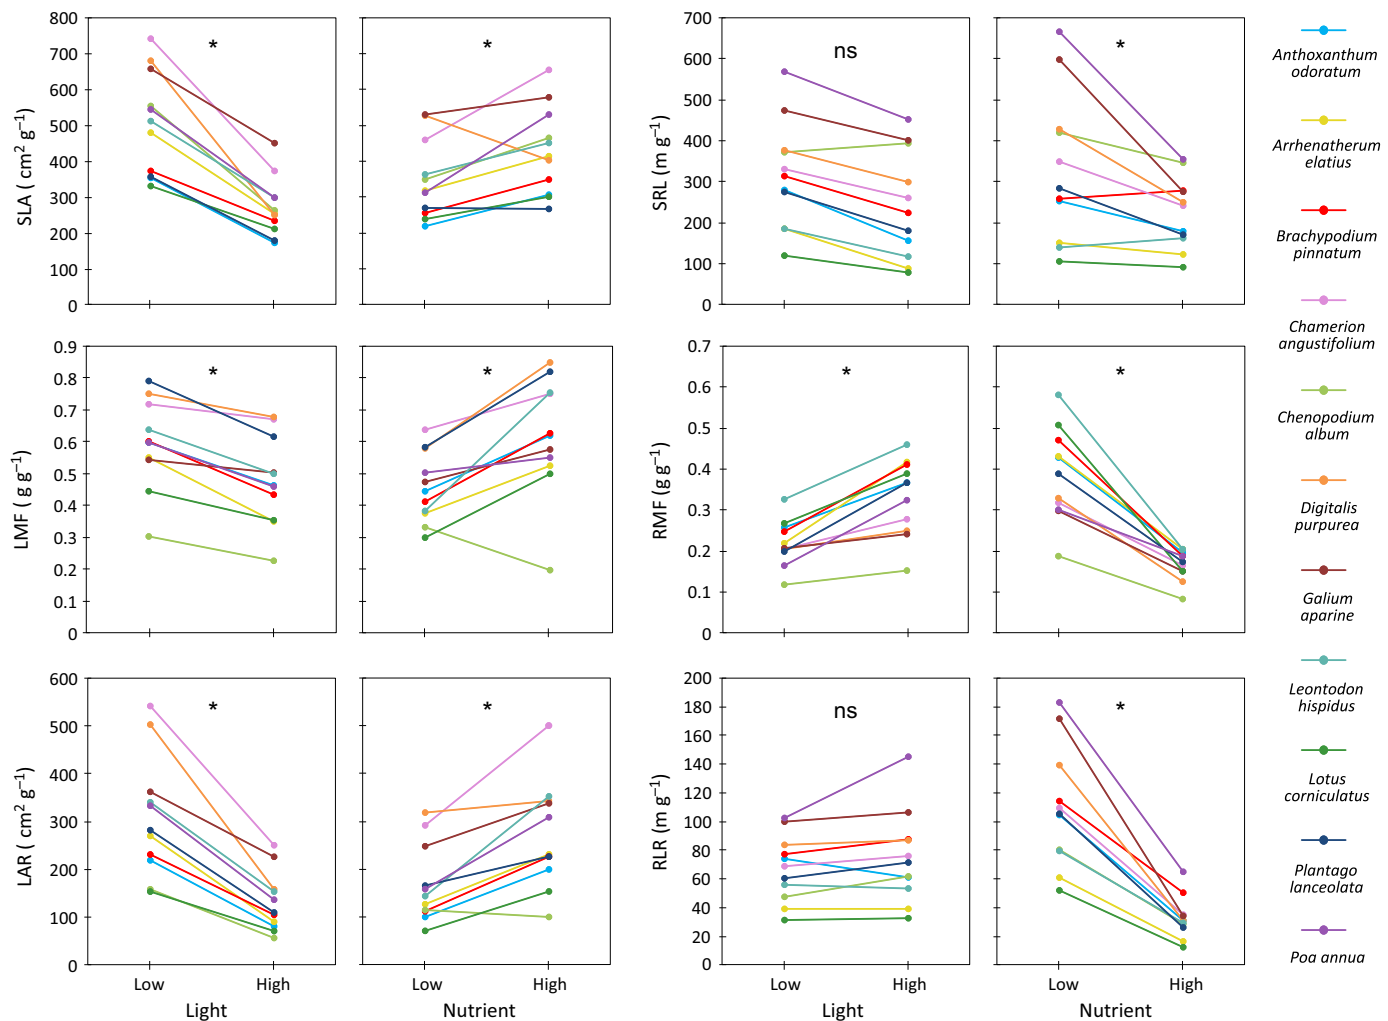 SLA ( cm² g⁻¹)
800
700
600
500
400
300
200
100
0
*
*
SRL (m g⁻¹)
700
600
500
400
300
200
100
0
ns
*
LMF ( g g⁻¹)
0.9
0.8
0.7
0.6
0.5
0.4
0.3
0.2
0.1
0
*
*
RMF (g g⁻¹)
0.7
0.6
0.5
0.4
0.3
0.2
0.1
0
*
*
LAR ( cm² g⁻¹)
600
500
400
300
200
100
0
*
*
Low
High
Light
Low
High
Nutrient
RLR (m g⁻¹)
200
180
160
140
120
100
80
60
40
20
0
ns
*
Low
High
Light
Low
High
Nutrient
Anthoxanthum
odoratum
Arrhenatherum
elatius
Brachypodium
pinnatum
Chamerion
angustifolium
Chenopodium
album
Digitalis
purpurea
Galium
aparine
Leontodon
hispidus
Lotus
corniculatus
Plantago
lanceolata
Poa annua